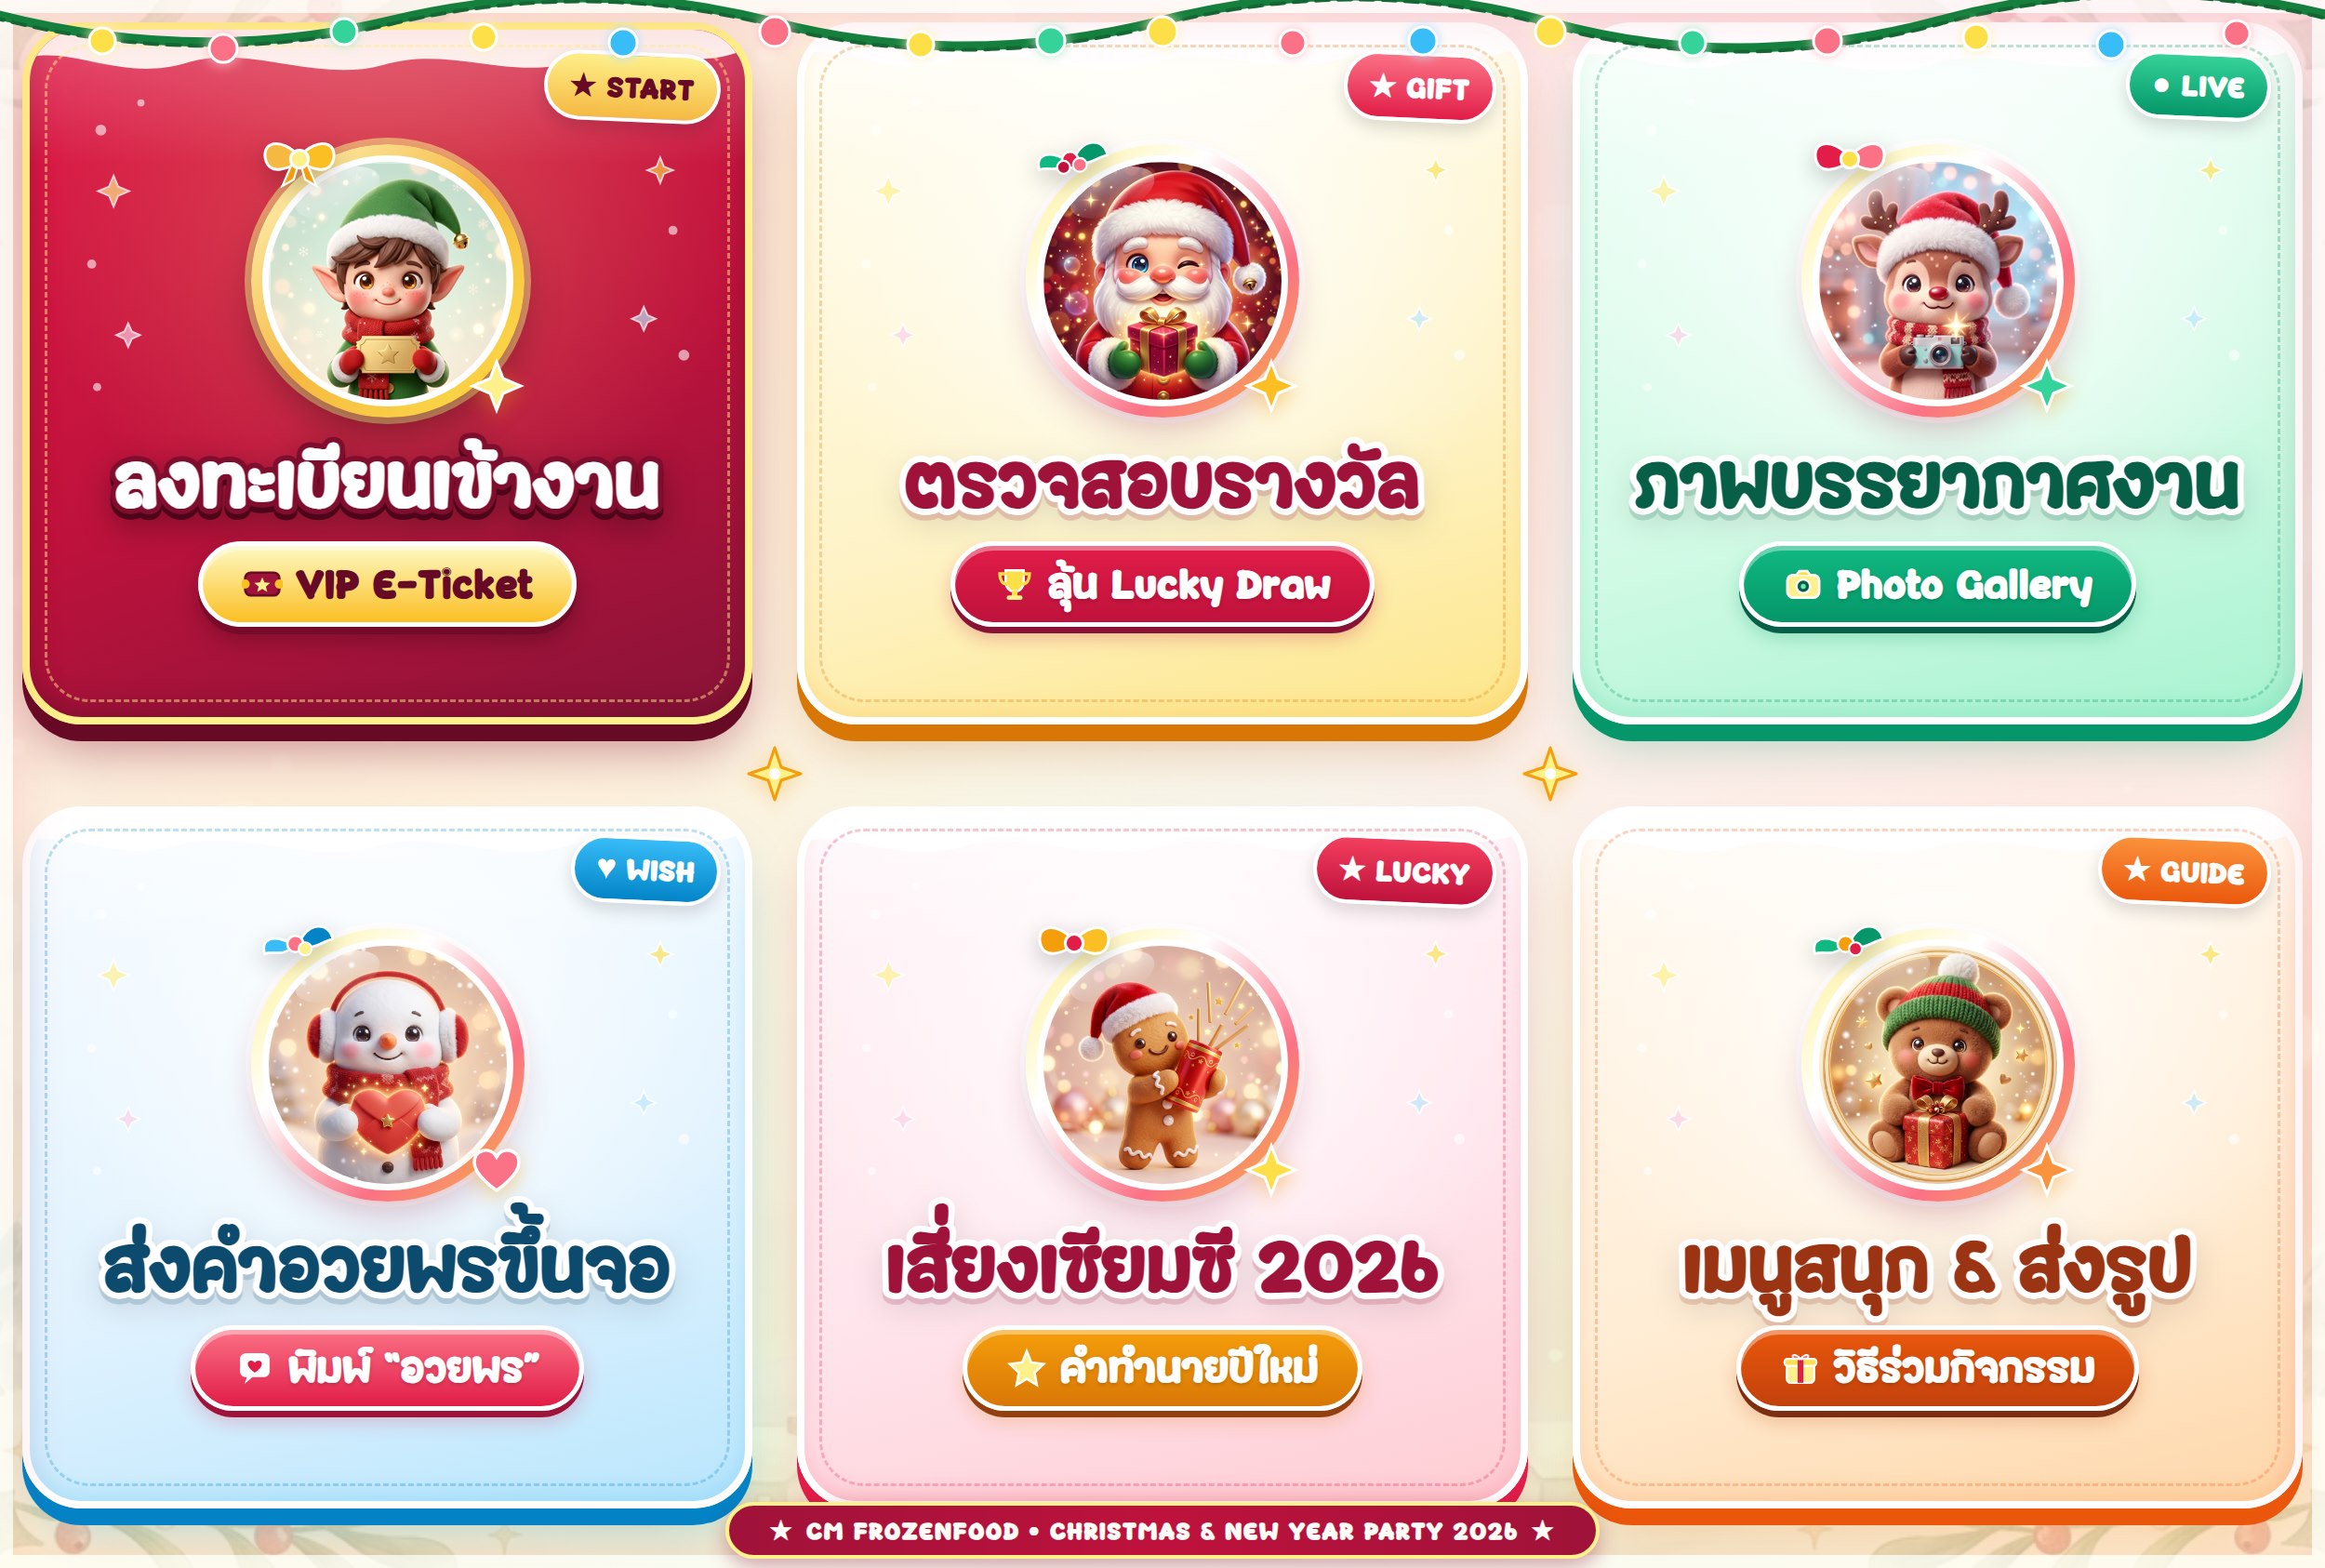 ★ START
ลงทะเบียนเข้างาน
VIP E-Ticket
★ GIFT
ตรวจสอบรางวัล
ลุ้น Lucky Draw
● LIVE
ภาพบรรยากาศงาน
Photo Gallery
♥ WISH
ส่งคำอวยพรขึ้นจอ
พิมพ์ "อวยพร"
★ LUCKY
เสี่ยงเซียมซี 2026
คำทำนายปีใหม่
★ GUIDE
เมนูสนุก & ส่งรูป
วิธีร่วมกิจกรรม
★ CM FROZENFOOD • CHRISTMAS & NEW YEAR PARTY 2026 ★